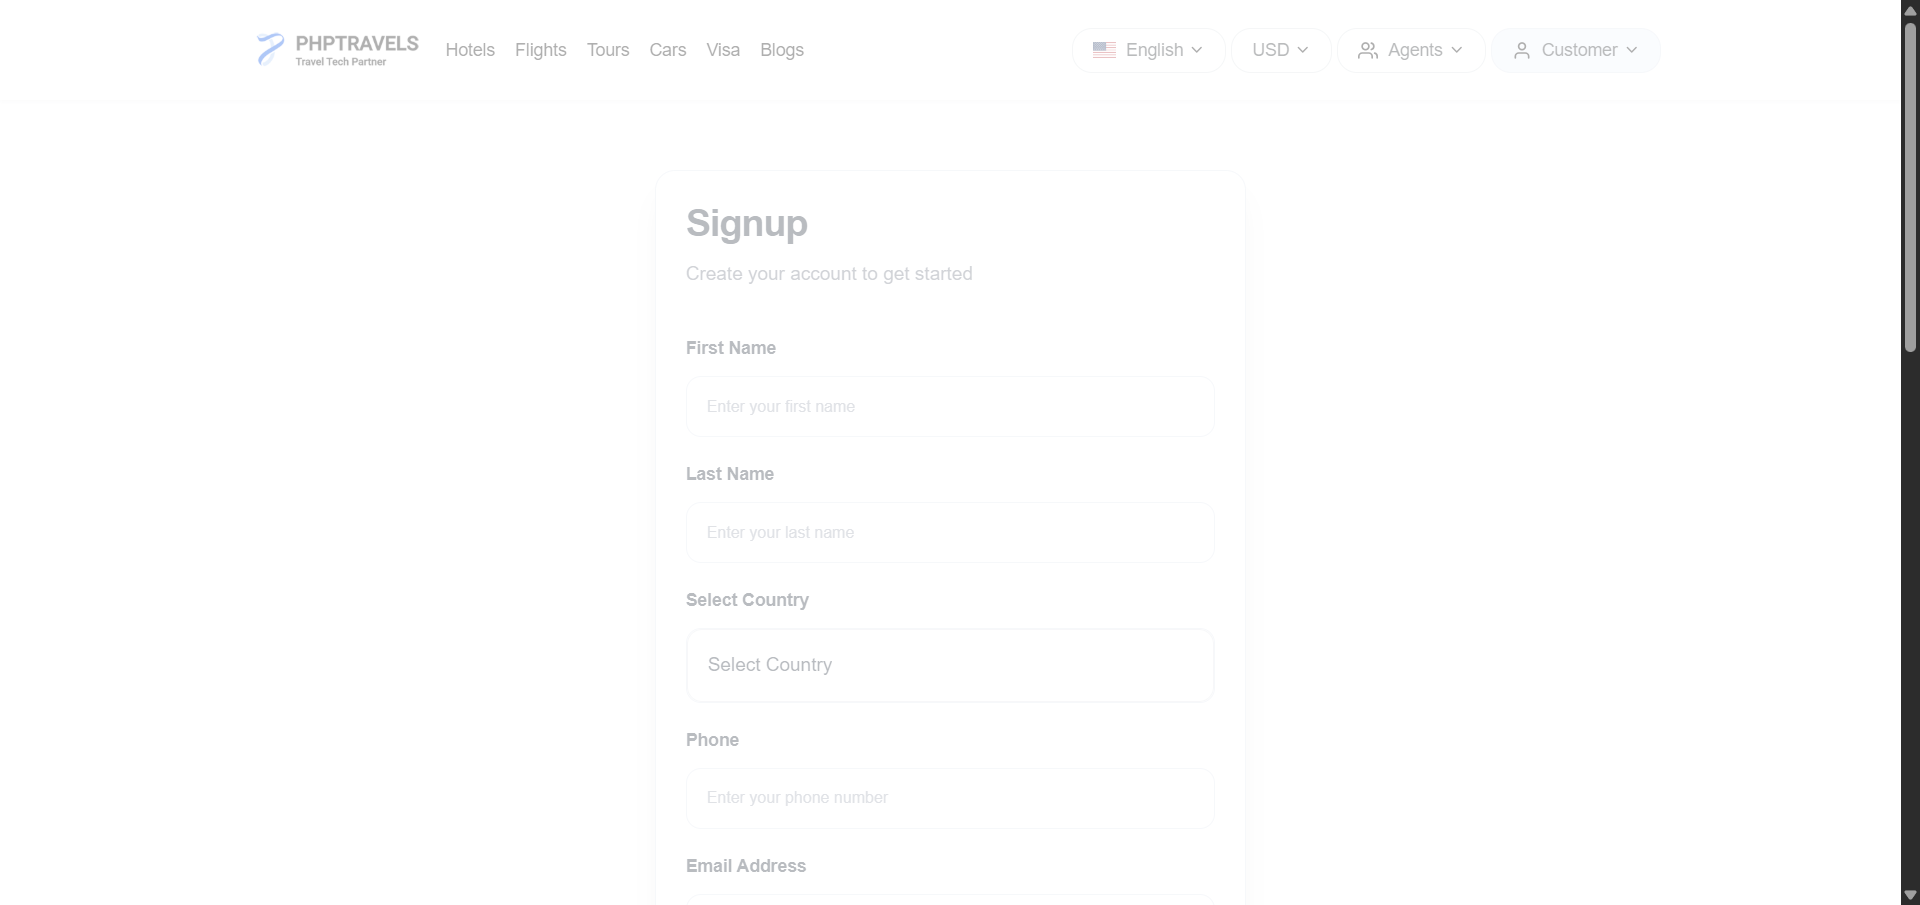 PHPTRAVELS
Travel Tech Partner
Hotels Flights Tours Cars Visa Blogs
English USD Agents Customer
Signup
Create your account to get started
First Name
Enter your first name
Last Name
Enter your last name
Select Country
Select Country
Phone
Enter your phone number
Email Address